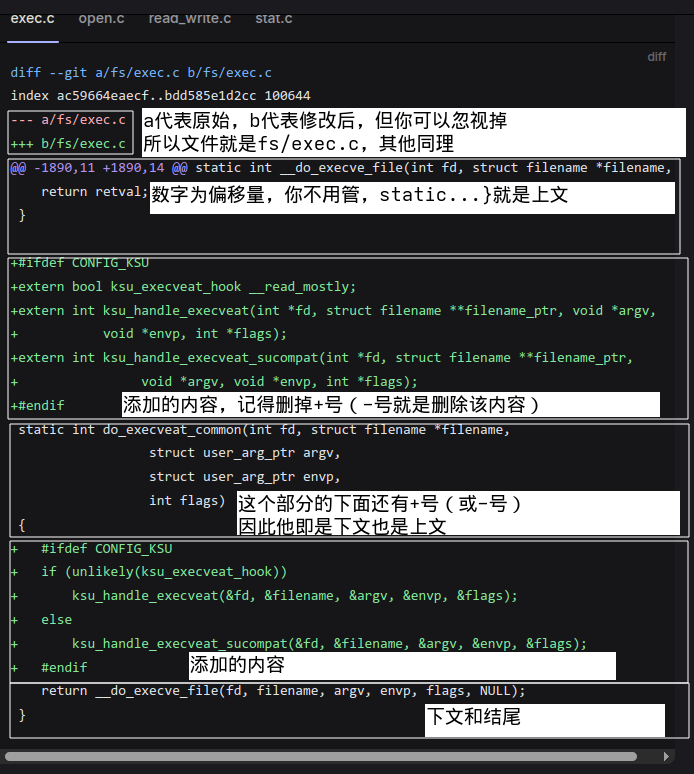 exec.c open.c read_write.c stat.c
diff
diff --git a/fs/exec.c b/fs/exec.c
index ac59664eaecf..bdd585e1d2cc 100644
--- a/fs/exec.c
a代表原始，b代表修改后，但你可以忽视掉
+++ b/fs/exec.c
所以文件就是fs/exec.c，其他同理
@@ -1890,11 +1890,14 @@ static int __do_execve_file(int fd, struct filename *filename,
return retval;
数字为偏移量，你不用管，static...}就是上文
}
+#ifdef CONFIG_KSU
+extern bool ksu_execveat_hook __read_mostly;
+extern int ksu_handle_execveat(int *fd, struct filename **filename_ptr, void *argv,
+ void *envp, int *flags);
+extern int ksu_handle_execveat_sucompat(int *fd, struct filename **filename_ptr,
+ void *argv, void *envp, int *flags);
+#endif
添加的内容，记得删掉+号（-号就是删除该内容）
static int do_execveat_common(int fd, struct filename *filename,
struct user_arg_ptr argv,
struct user_arg_ptr envp,
int flags)
这个部分的下面还有+号（或-号）
{
因此他即是下文也是上文
+ #ifdef CONFIG_KSU
+ if (unlikely(ksu_execveat_hook))
+ ksu_handle_execveat(&fd, &filename, &argv, &envp, &flags);
+ else
+ ksu_handle_execveat_sucompat(&fd, &filename, &argv, &envp, &flags);
+ #endif
添加的内容
return __do_execve_file(fd, filename, argv, envp, flags, NULL);
}
下文和结尾